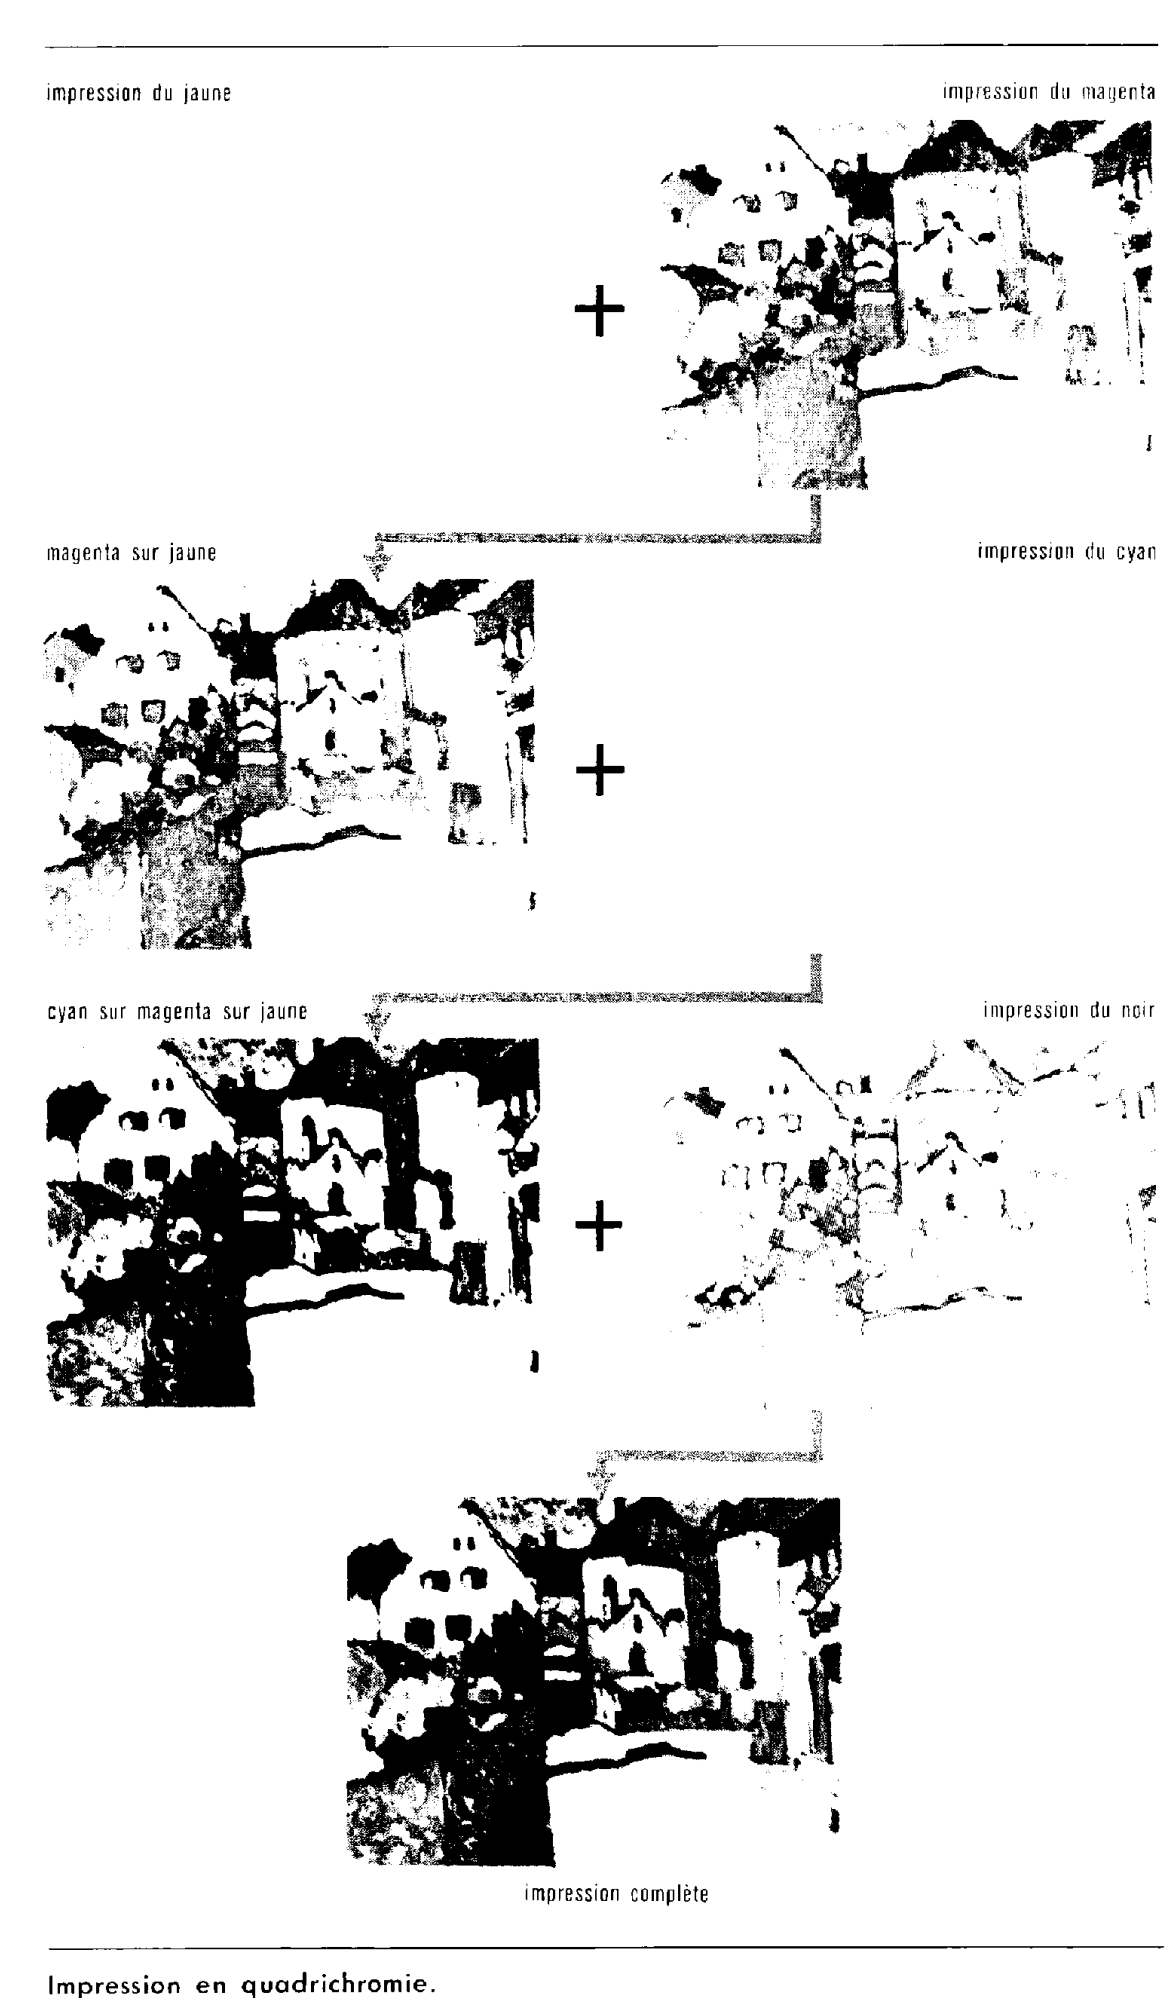 impression du jaune
impression du magenta
+
magenta sur jaune
impression du cyan
+
cyan sur magenta sur jaune
impression du noir
+
impression complète
Impression en quadrichromie.